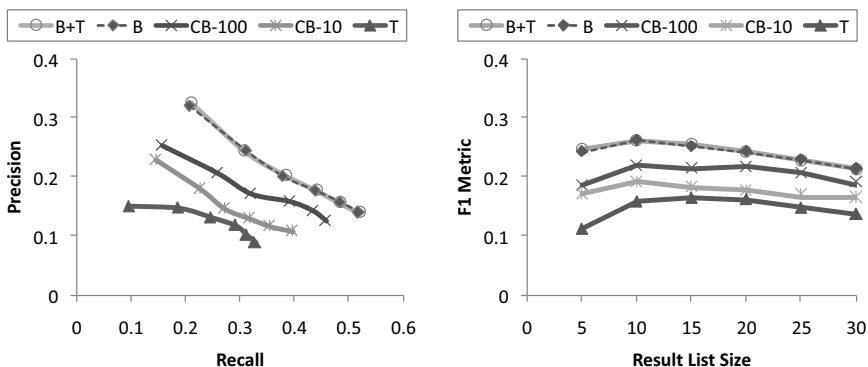 B+T B CB-100 CB-10 T
0.4
0.3
0.2
0.1
0
Precision
0 0.1 0.2 0.3 0.4 0.5 0.6
Recall
B+T B CB-100 CB-10 T
0.4
0.3
0.2
0.1
0
F1 Metric
0 5 10 15 20 25 30
Result List Size